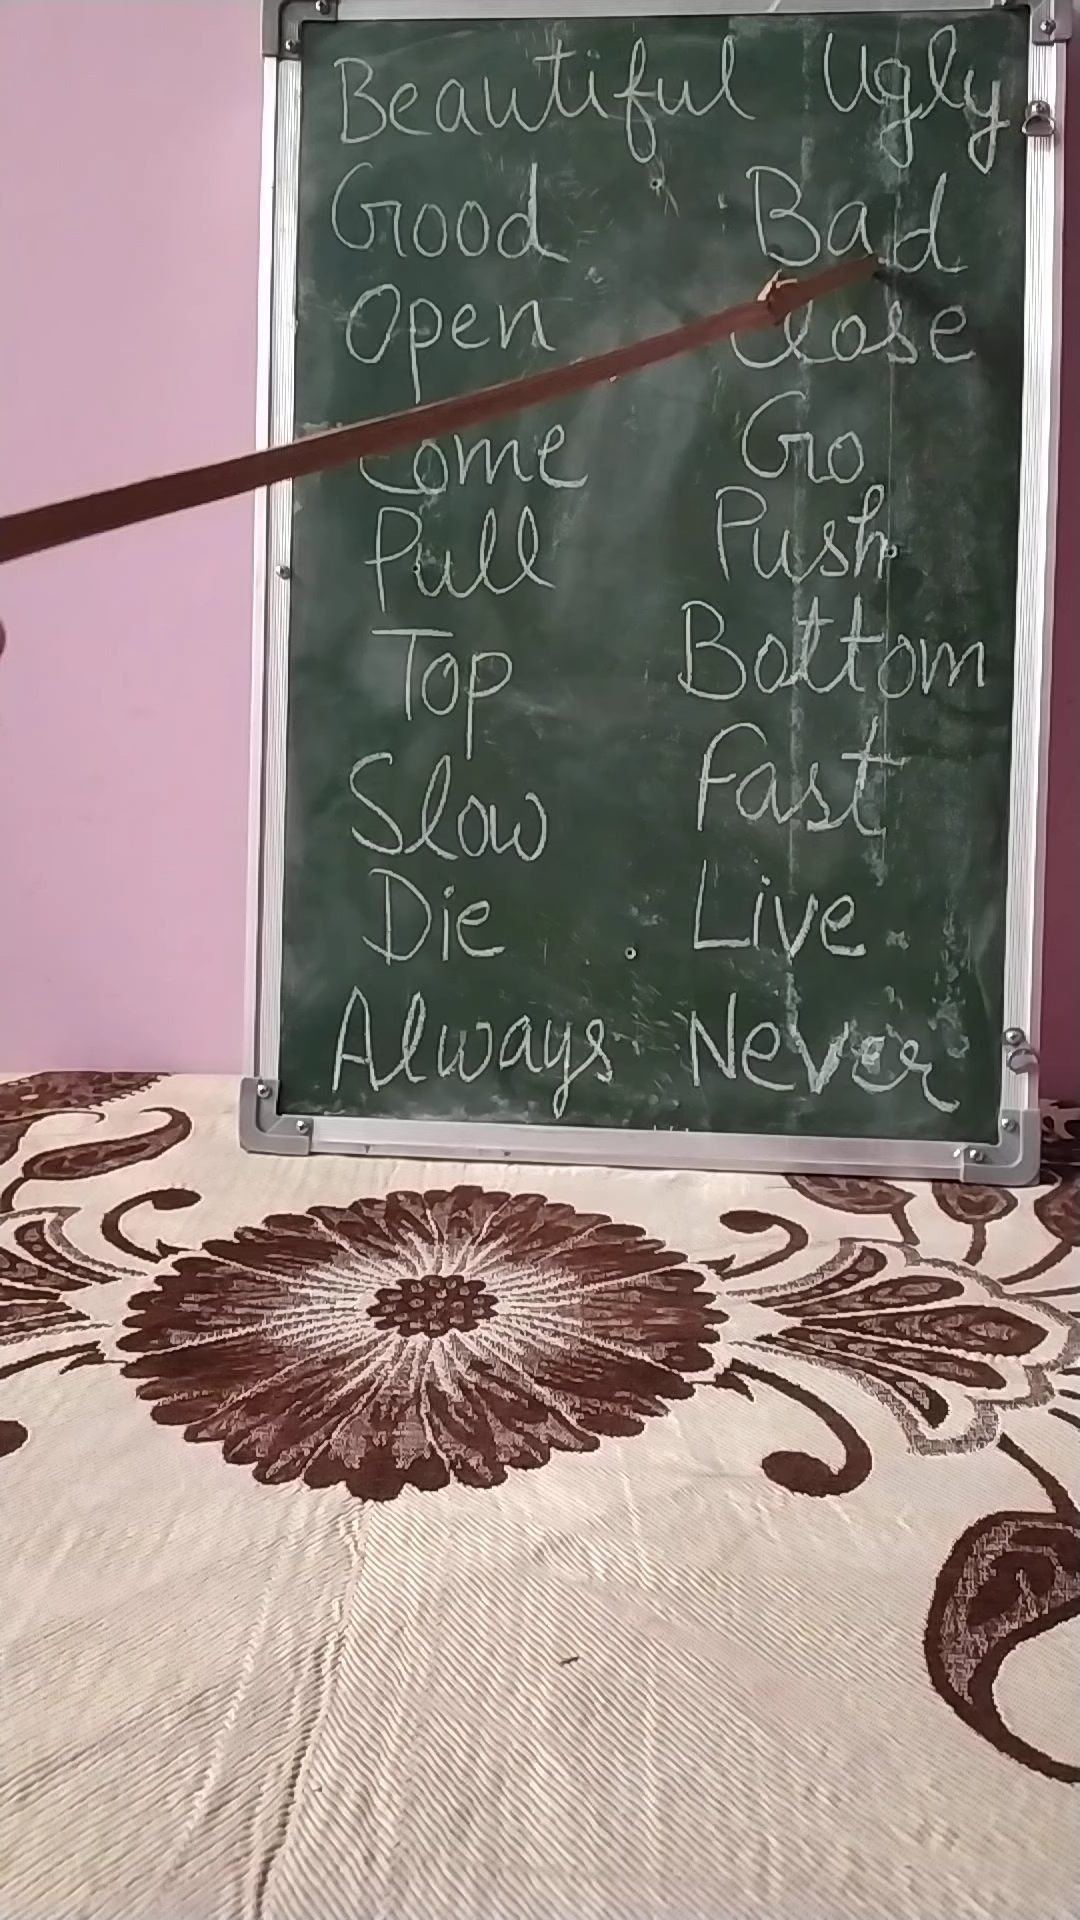 Beautiful Ugly
Good Bad
Open Close
Come Go
Pull Push
Top Bottom
Slow Fast
Die Live
Always Never